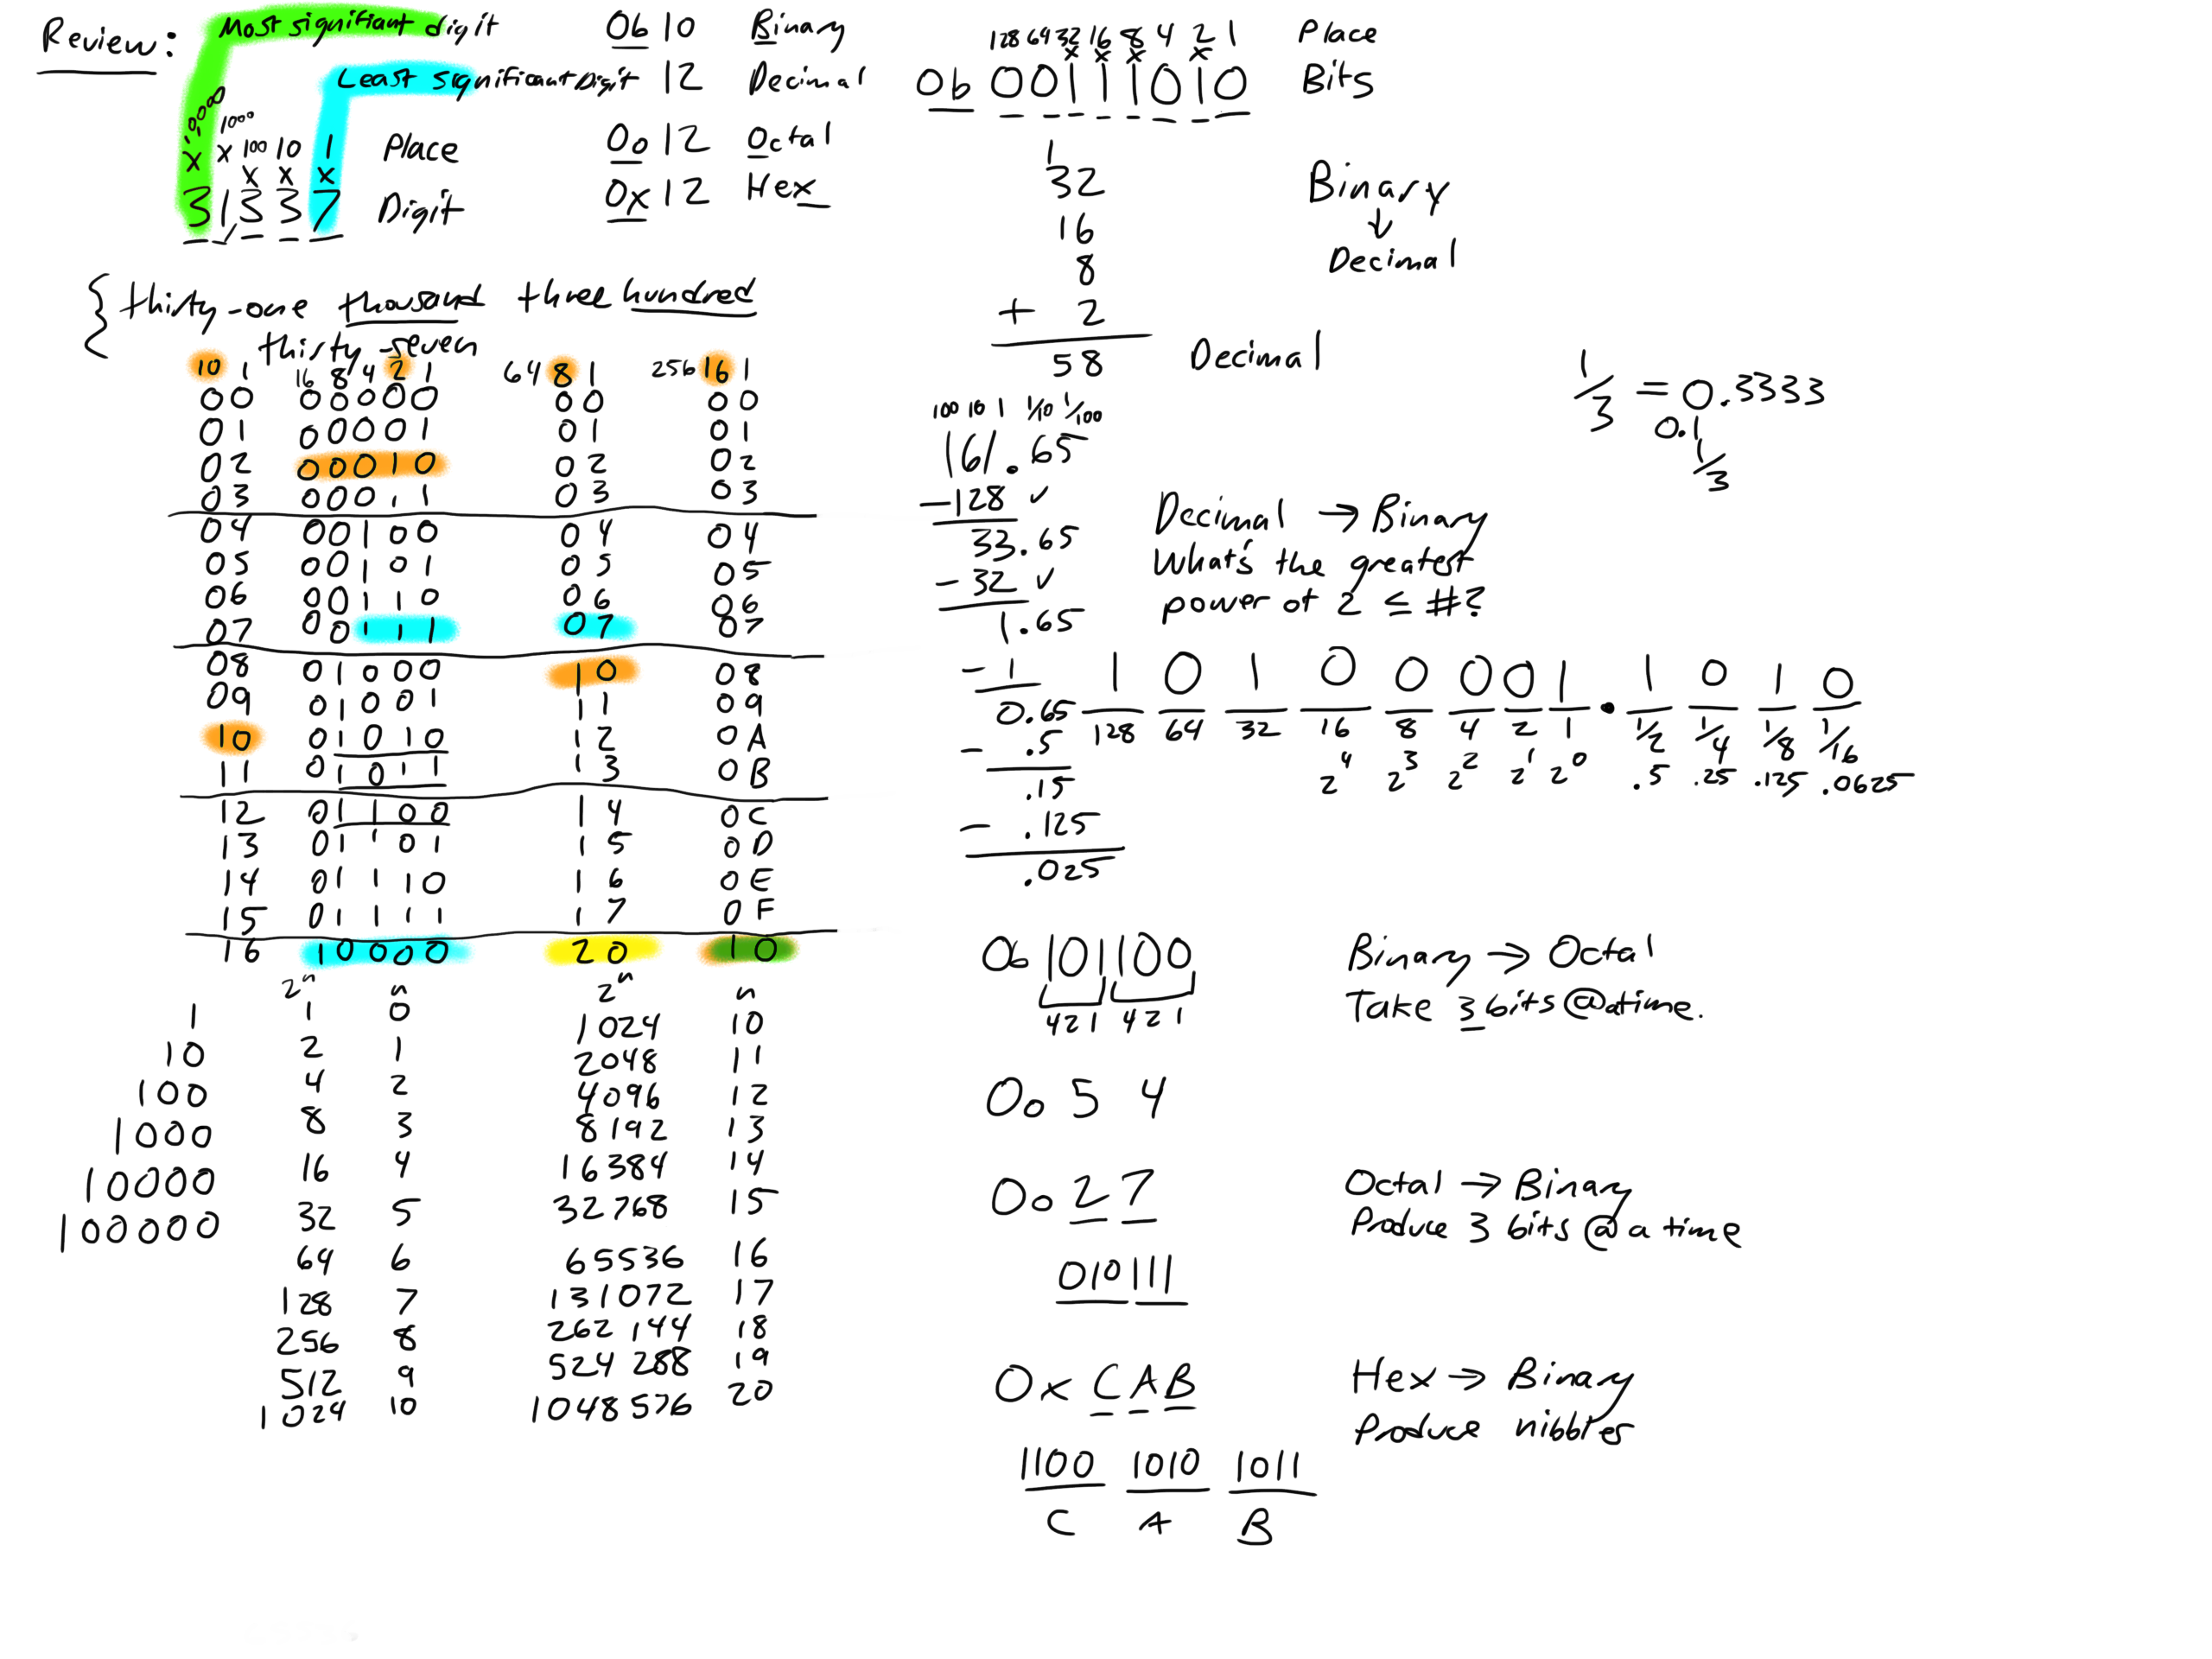 Review:
Most signifiant digit
Least significant Digit
10,000 1000 100 10 1 Place
x x x x x
3 1 3 3 7 Digit
0b 10 Binary
12 Decimal
0o 12 Octal
0x 12 Hex
{ thirty-one thousand three hundred
thirty-seven
10 1 16 8 4 2 1 64 8 1 256 16 1
00 00000 00 00
01 00001 01 01
02 00010 02 02
03 00011 03 03
04 00100 04 04
05 00101 05 05
06 00110 06 06
07 00111 07 07
08 01000 10 08
09 01001 11 09
10 01010 12 0A
11 01011 13 0B
12 01100 14 0C
13 01101 15 0D
14 01110 16 0E
15 01111 17 0F
16 10000 20 10
2^n n 2^n n
1 1 0 1024 10
10 2 1 2048 11
100 4 2 4096 12
1000 8 3 8192 13
10000 16 4 16384 14
100000 32 5 32768 15
64 6 65536 16
128 7 131072 17
256 8 262 144 18
512 9 524 288 19
1024 10 1048 576 20
128 64 32 16 8 4 2 1 Place
x x x x
0b 00111010 Bits
1
32
16
8
+ 2
58 Decimal
Binary
↓
Decimal
1/3 = 0.3333
0.1
1/3
100 10 1 1/10 1/100
161.65
-128 ✓
33.65
- 32 ✓
1.65
- 1
0.65
- .5
.15
- .125
.025
Decimal → Binary
What's the greatest
power of 2 ≤ #?
1 0 1 0 0 0 0 1 . 1 0 1 0
128 64 32 16 8 4 2 1 1/2 1/4 1/8 1/16
2^4 2^3 2^2 2^1 2^0 .5 .25 .125 .0625
0b 101100
421 421
0o 5 4
Binary → Octal
Take 3 bits @ a time.
0o 2 7
010111
Octal → Binary
Produce 3 bits @ a time
0x C A B
1100 1010 1011
C A B
Hex → Binary
Produce nibbles